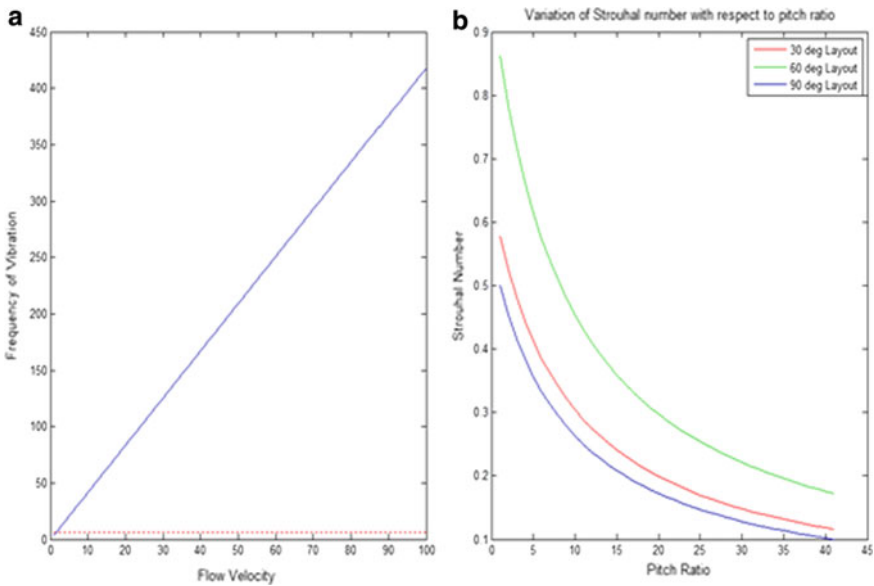 a
450
400
350
300
250
200
150
100
50
0
Frequency of Vibration
0 10 20 30 40 50 60 70 80 90 100
Flow Velocity
b
Variation of Strouhal number with respect to pitch ratio
0.9
0.8
0.7
0.6
0.5
0.4
0.3
0.2
0.1
Strouhal Number
30 deg Layout
60 deg Layout
90 deg Layout
0 5 10 15 20 25 30 35 40 45
Pitch Ratio